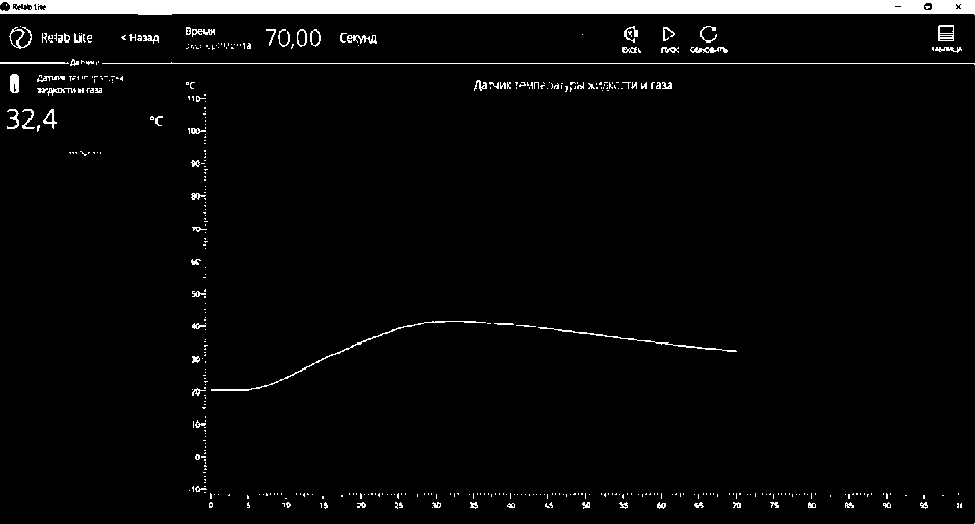 Relab Lite
Relab Lite
< Назад
Время
эксперимента
70,00
Секунд
EXCEL
ПУСК
ОБНОВИТЬ
ТАБЛИЦА
Датчики
Датчик температуры
жидкости и газа
32,4
°C
Датчик температуры жидкости и газа
°C
110
100
90
80
70
60
50
40
30
20
10
0
-10
0 5 10 15 20 25 30 35 40 45 50 55 60 65 70 75 80 85 90 95